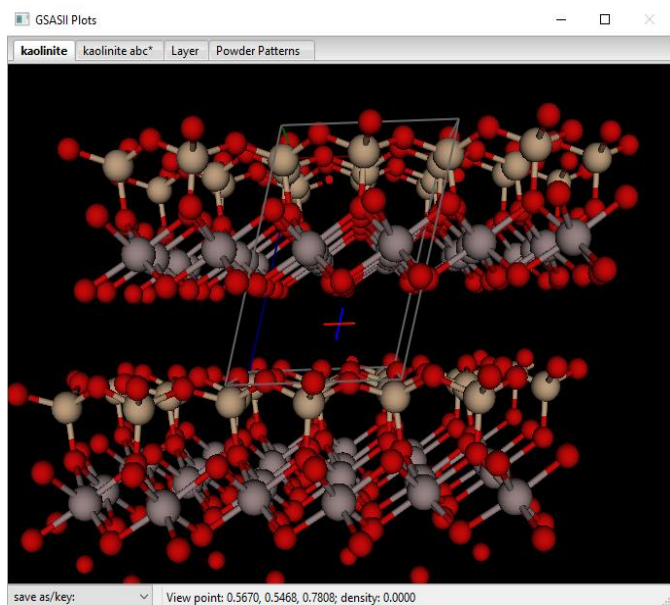 GSASII Plots
kaolinite kaolinite abc* Layer Powder Patterns
save as/key: View point: 0.5670, 0.5468, 0.7808; density: 0.0000